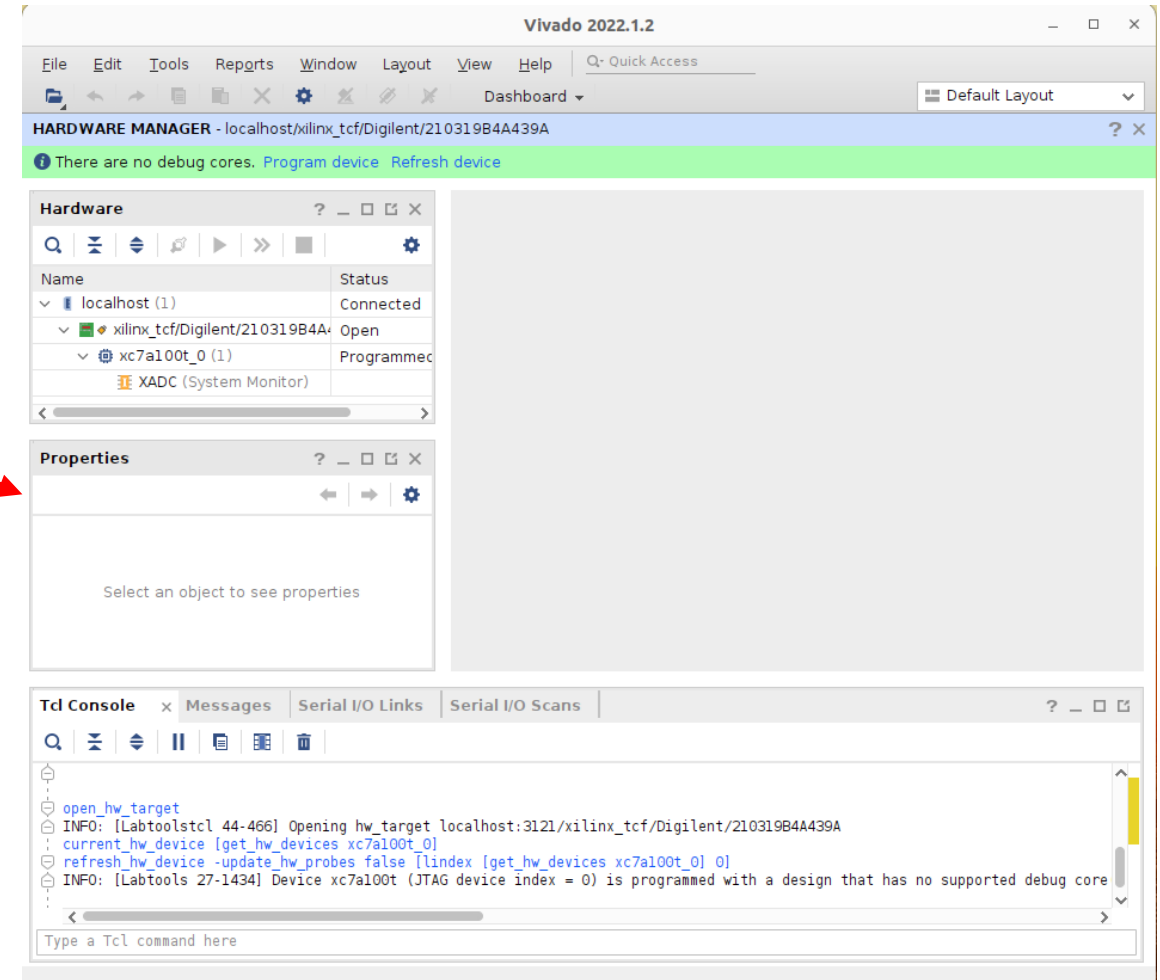 Vivado 2022.1.2
File Edit Tools Reports Window Layout View Help Q- Quick Access
Dashboard Default Layout
HARDWARE MANAGER - localhost/xilinx_tcf/Digilent/210319B4A439A ?
There are no debug cores. Program device Refresh device
Hardware ?
Name Status
localhost (1) Connected
xilinx_tcf/Digilent/210319B4A4 Open
xc7a100t_0 (1) Programmed
XADC (System Monitor)
Properties ?
Select an object to see properties
Tcl Console x Messages Serial I/O Links Serial I/O Scans ?
open_hw_target
INFO: [Labtoolstcl 44-466] Opening hw_target localhost:3121/xilinx_tcf/Digilent/210319B4A439A
current_hw_device [get_hw_devices xc7a100t_0]
refresh_hw_device -update_hw_probes false [lindex [get_hw_devices xc7a100t_0] 0]
INFO: [Labtools 27-1434] Device xc7a100t (JTAG device index = 0) is programmed with a design that has no supported debug core
Type a Tcl command here